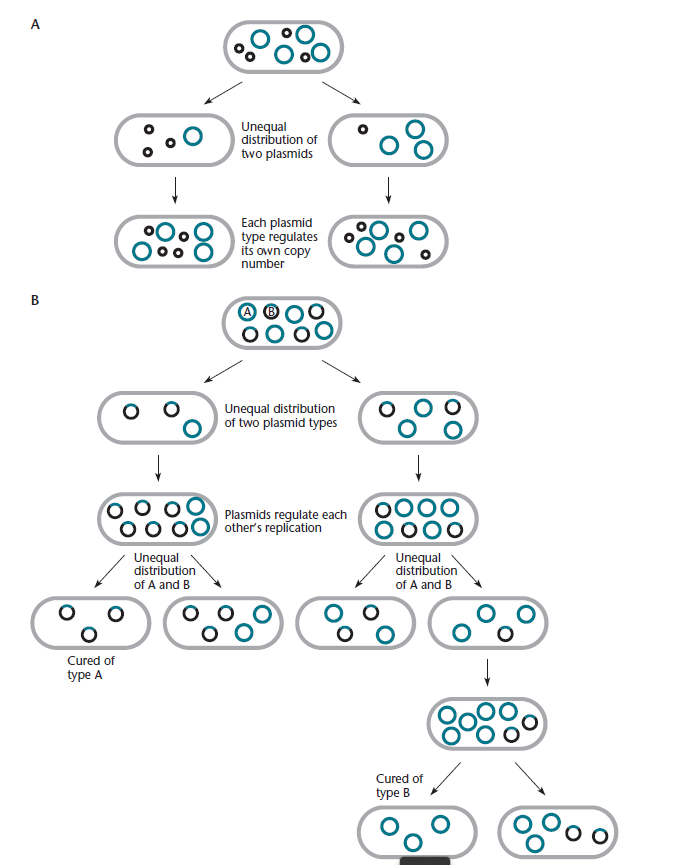 A
Unequal
distribution of
two plasmids
Each plasmid
type regulates
its own copy
number
B
A B
Unequal distribution
of two plasmid types
Plasmids regulate each
other's replication
Unequal
distribution
of A and B
Unequal
distribution
of A and B
Cured of
type A
Cured of
type B